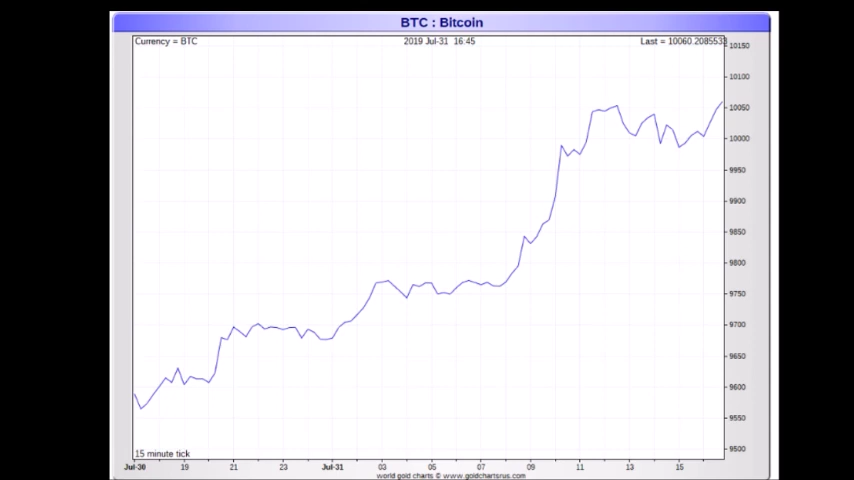 BTC : Bitcoin
Currency = BTC 2019 Jul-31 16:45 Last = 10060.2085533
10150
10100
10050
10000
9950
9900
9850
9800
9750
9700
9650
9600
9550
9500
15 minute tick
Jul-30 19 21 23 Jul-31 03 05 07 09 11 13 15
world gold charts © www.goldchartsrus.com